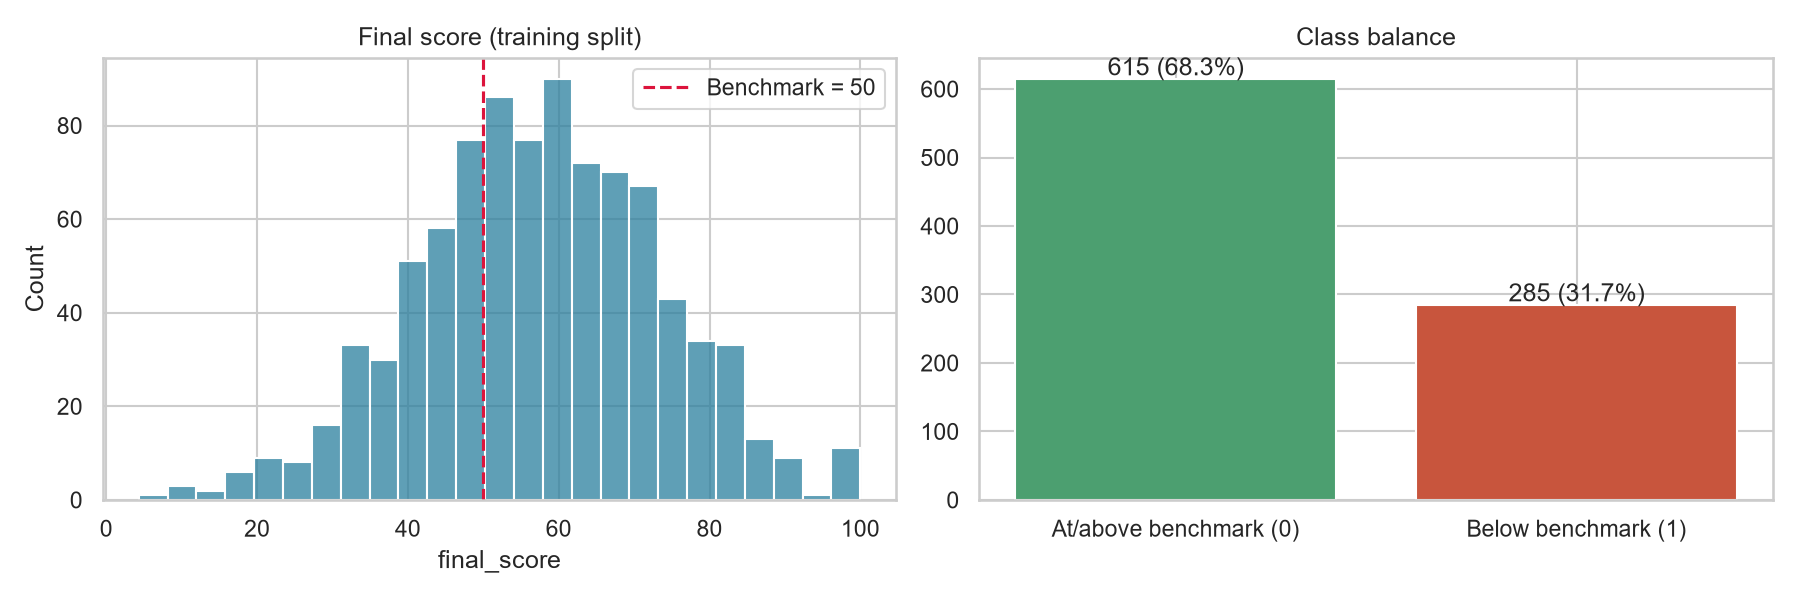 Final score (training split)
Benchmark = 50
Count
80
60
40
20
0
0 20 40 60 80 100
final_score
Class balance
615 (68.3%)
285 (31.7%)
600
500
400
300
200
100
0
At/above benchmark (0) Below benchmark (1)